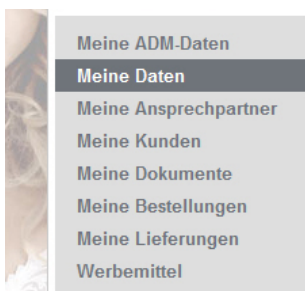 Meine ADM-Daten
Meine Daten
Meine Ansprechpartner
Meine Kunden
Meine Dokumente
Meine Bestellungen
Meine Lieferungen
Werbemittel